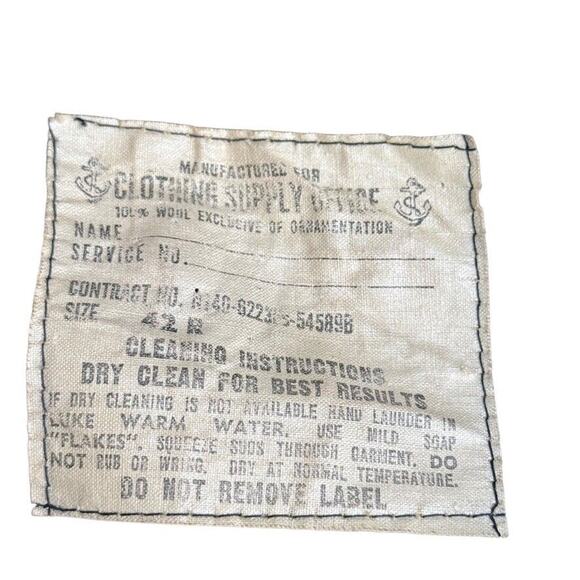 MANUFACTURED FOR
CLOTHING SUPPLY OFFICE
100% WOOL EXCLUSIVE OF ORNAMENTATION
NAME
SERVICE NO.
CONTRACT NO.
SIZE 42 R
CLEANING INSTRUCTIONS
DRY CLEAN FOR BEST RESULTS
IF DRY CLEANING IS NOT AVAILABLE HAND LAUNDER IN
LUKE WARM WATER. USE MILD SOAP
"FLAKES". SQUEEZE SUDS THROUGH GARMENT. DO
NOT RUB OR WRING. DRY AT NORMAL TEMPERATURE.
DO NOT REMOVE LABEL